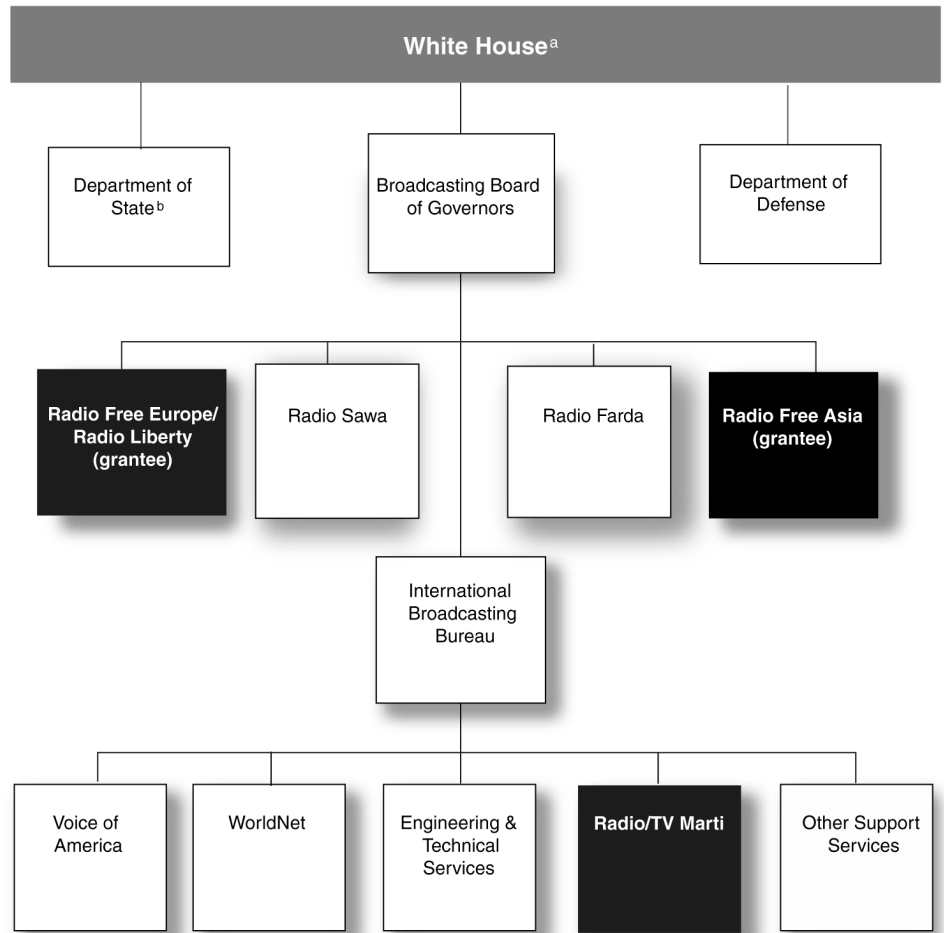 White Houseᵃ
Department of
Stateᵇ
Broadcasting Board
of Governors
Department of
Defense
Radio Free Europe/
Radio Liberty
(grantee)
Radio Sawa
Radio Farda
Radio Free Asia
(grantee)
International
Broadcasting
Bureau
Voice of
America
WorldNet
Engineering &
Technical
Services
Radio/TV Marti
Other Support
Services